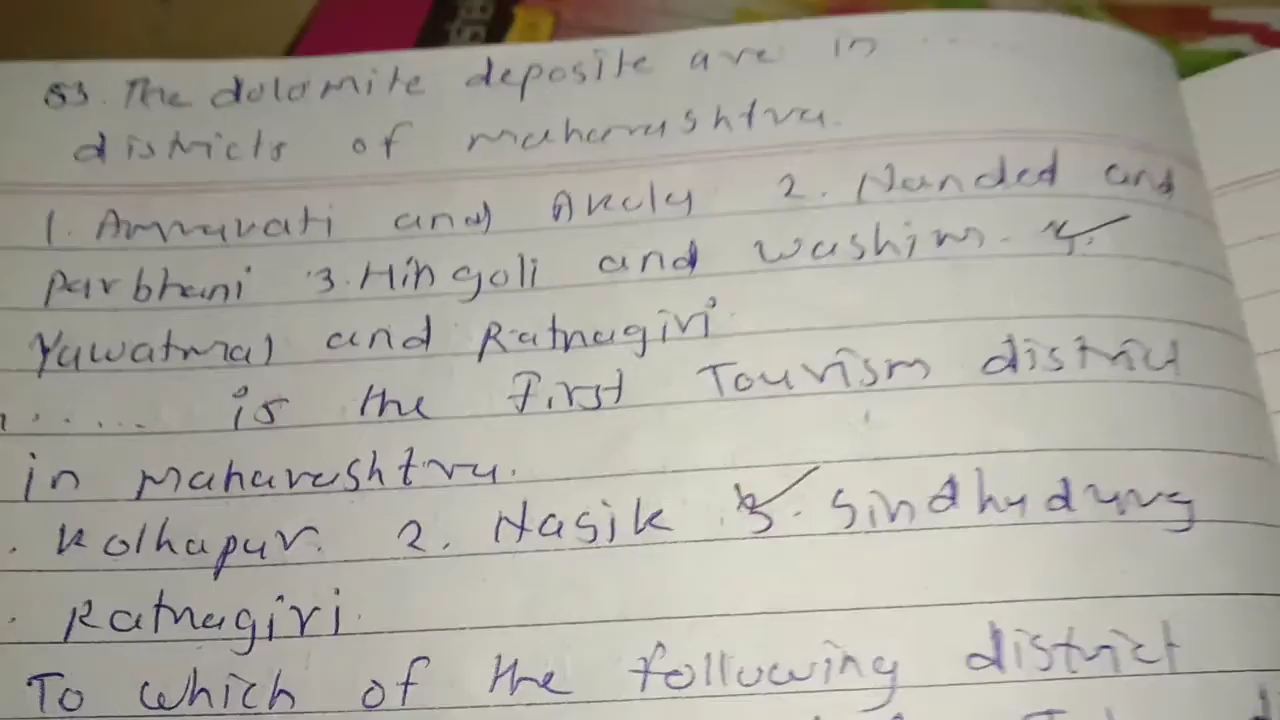 53. The dolomite deposite are in .....
districts of maharashtra.
1. Amravati and Akola 2. Nanded and
parbhani 3. Hingoli and washim. 4.
Yawatmal and Ratnagiri
..... is the First Tourism district
in maharashtra.
. Kolhapur. 2. Nasik 3. Sindhudurg
. Ratnagiri.
To which of the following district